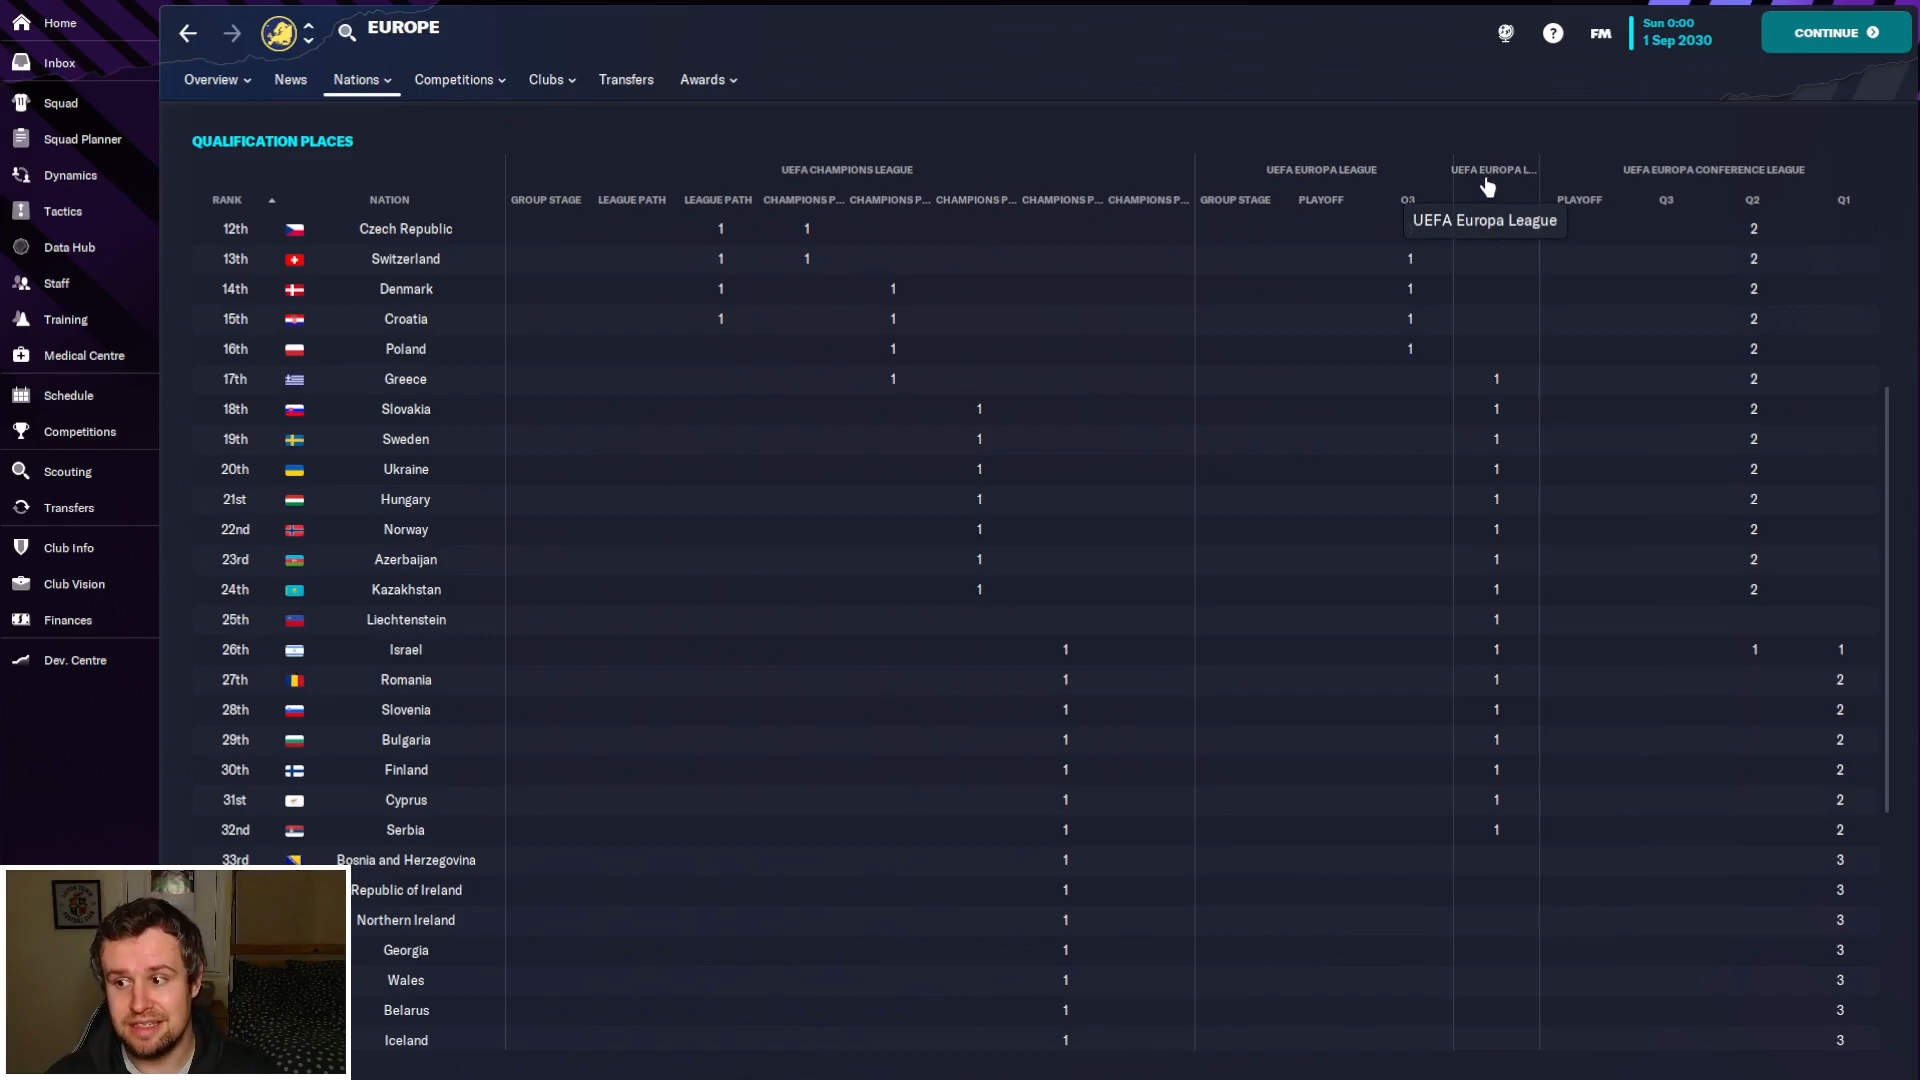 Home
Inbox
Squad
Squad Planner
Dynamics
Tactics
Data Hub
Staff
Training
Medical Centre
Schedule
Competitions
Scouting
Transfers
Club Info
Club Vision
Finances
Dev. Centre
EUROPE
? FM Sun 0:00
1 Sep 2030
CONTINUE
Overview News Nations Competitions Clubs Transfers Awards
QUALIFICATION PLACES
UEFA CHAMPIONS LEAGUE UEFA EUROPA LEAGUE UEFA EUROPA L... UEFA EUROPA CONFERENCE LEAGUE
RANK NATION GROUP STAGE LEAGUE PATH LEAGUE PATH CHAMPIONS P... CHAMPIONS P... CHAMPIONS P... CHAMPIONS P... CHAMPIONS P... GROUP STAGE PLAYOFF Q3 PLAYOFF Q3 Q2 Q1
UEFA Europa League
12th Czech Republic 1 1 2
13th Switzerland 1 1 1 2
14th Denmark 1 1 1 2
15th Croatia 1 1 1 2
16th Poland 1 1 2
17th Greece 1 1 2
18th Slovakia 1 1 2
19th Sweden 1 1 2
20th Ukraine 1 1 2
21st Hungary 1 1 2
22nd Norway 1 1 2
23rd Azerbaijan 1 1 2
24th Kazakhstan 1 1 2
25th Liechtenstein 1
26th Israel 1 1 1 1
27th Romania 1 1 2
28th Slovenia 1 1 2
29th Bulgaria 1 1 2
30th Finland 1 1 2
31st Cyprus 1 1 2
32nd Serbia 1 1 2
33rd Bosnia and Herzegovina 1 3
Republic of Ireland 1 3
Northern Ireland 1 3
Georgia 1 3
Wales 1 3
Belarus 1 3
Iceland 1 3